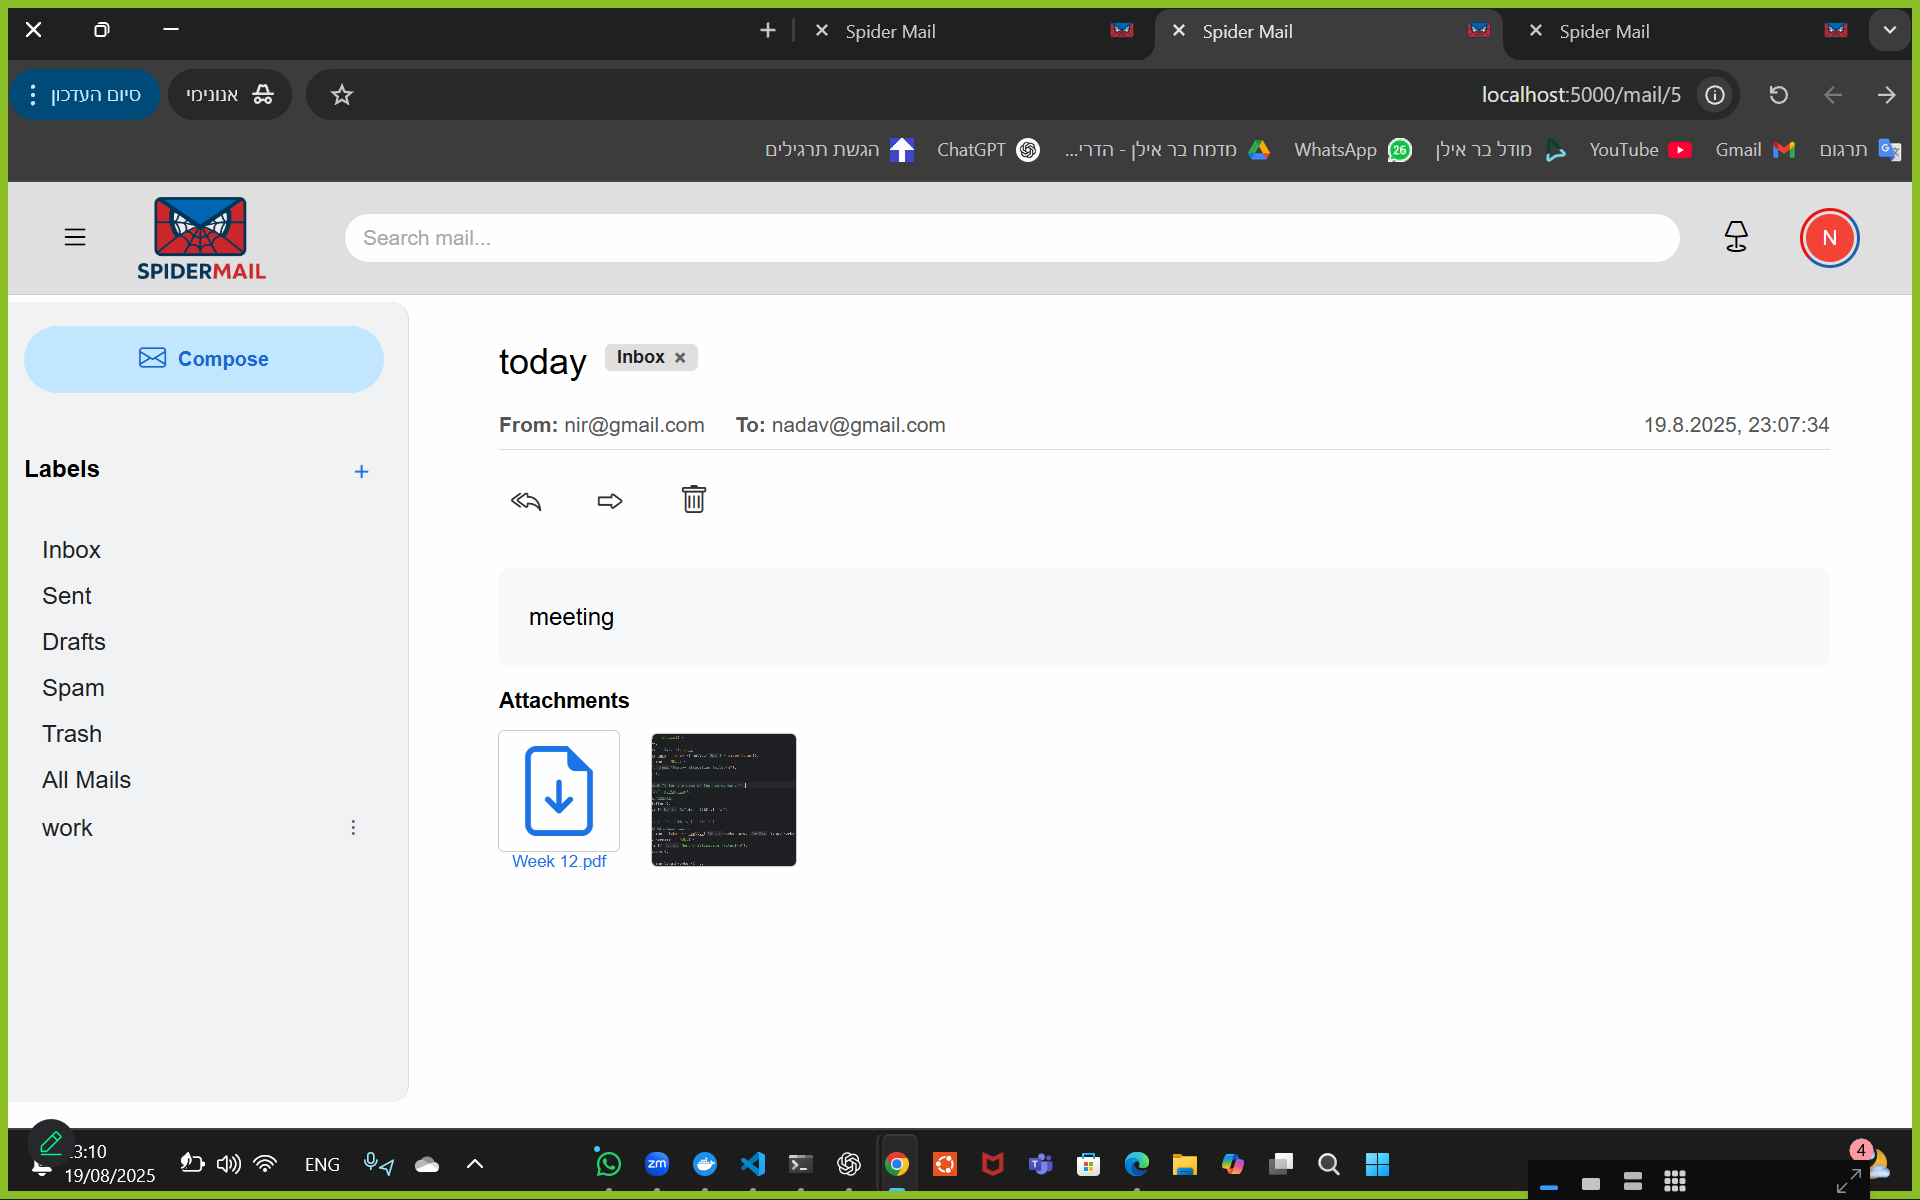 Spider Mail
Spider Mail
Spider Mail
סיום העדכון
אנונימי
localhost:5000/mail/5
הגשת תרגילים
ChatGPT
מדמח בר אילן - הדרי...
WhatsApp
26
מודל בר אילן
YouTube
Gmail
תרגום
SPIDERMAIL
Search mail...
N
Compose
Labels
+
Inbox
Sent
Drafts
Spam
Trash
All Mails
work
today
Inbox ×
From: nir@gmail.com To: nadav@gmail.com
19.8.2025, 23:07:34
meeting
Attachments
Week 12.pdf
3:10
19/08/2025
ENG
zm
4